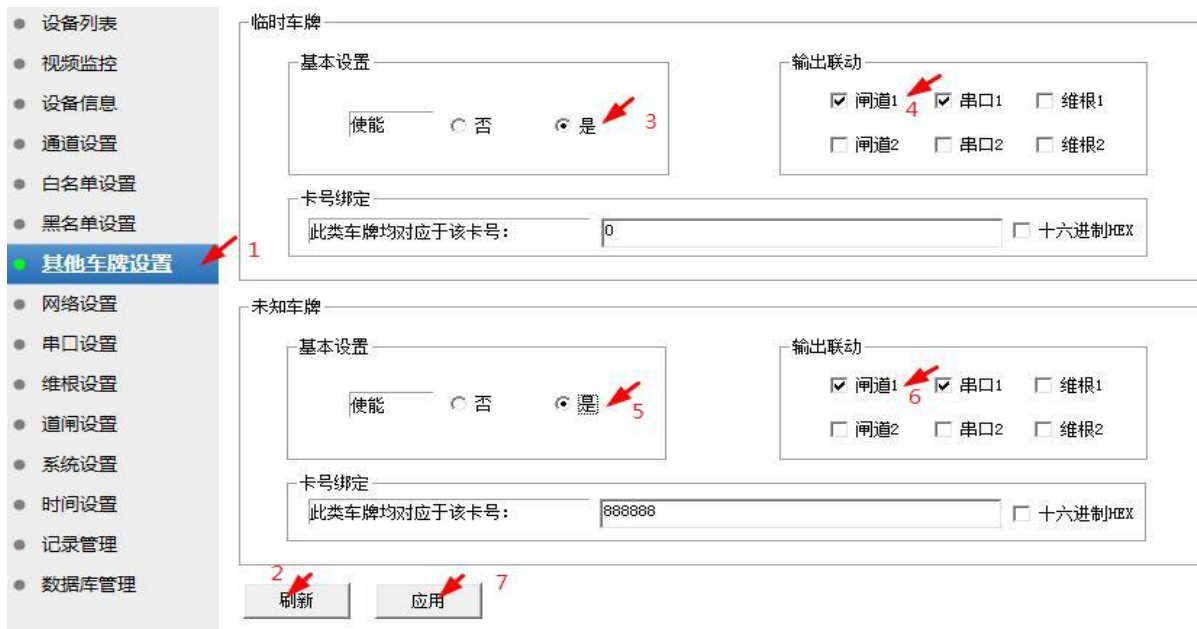 设备列表
视频监控
设备信息
通道设置
白名单设置
黑名单设置
其他车牌设置
网络设置
串口设置
维根设置
道闸设置
系统设置
时间设置
记录管理
数据库管理
1
临时车牌
基本设置
使能 否 是 3
输出联动
闸道1 4 串口1 维根1
闸道2 串口2 维根2
卡号绑定
此类车牌均对应于该卡号: 0 十六进制HEX
未知车牌
基本设置
使能 否 是 5
输出联动
闸道1 6 串口1 维根1
闸道2 串口2 维根2
卡号绑定
此类车牌均对应于该卡号: 888888 十六进制HEX
2 刷新 应用 7